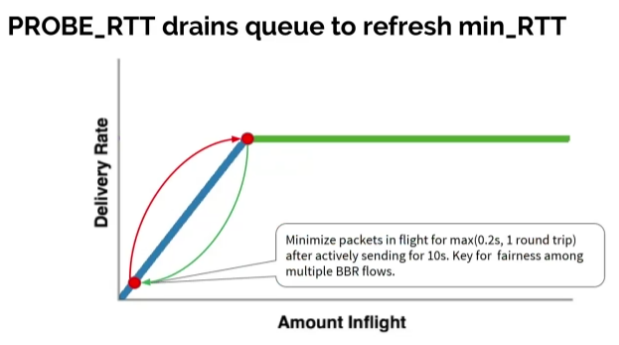 PROBE_RTT drains queue to refresh min_RTT
Delivery Rate
Minimize packets in flight for max(0.2s, 1 round trip)
after actively sending for 10s. Key for fairness among
multiple BBR flows.
Amount Inflight